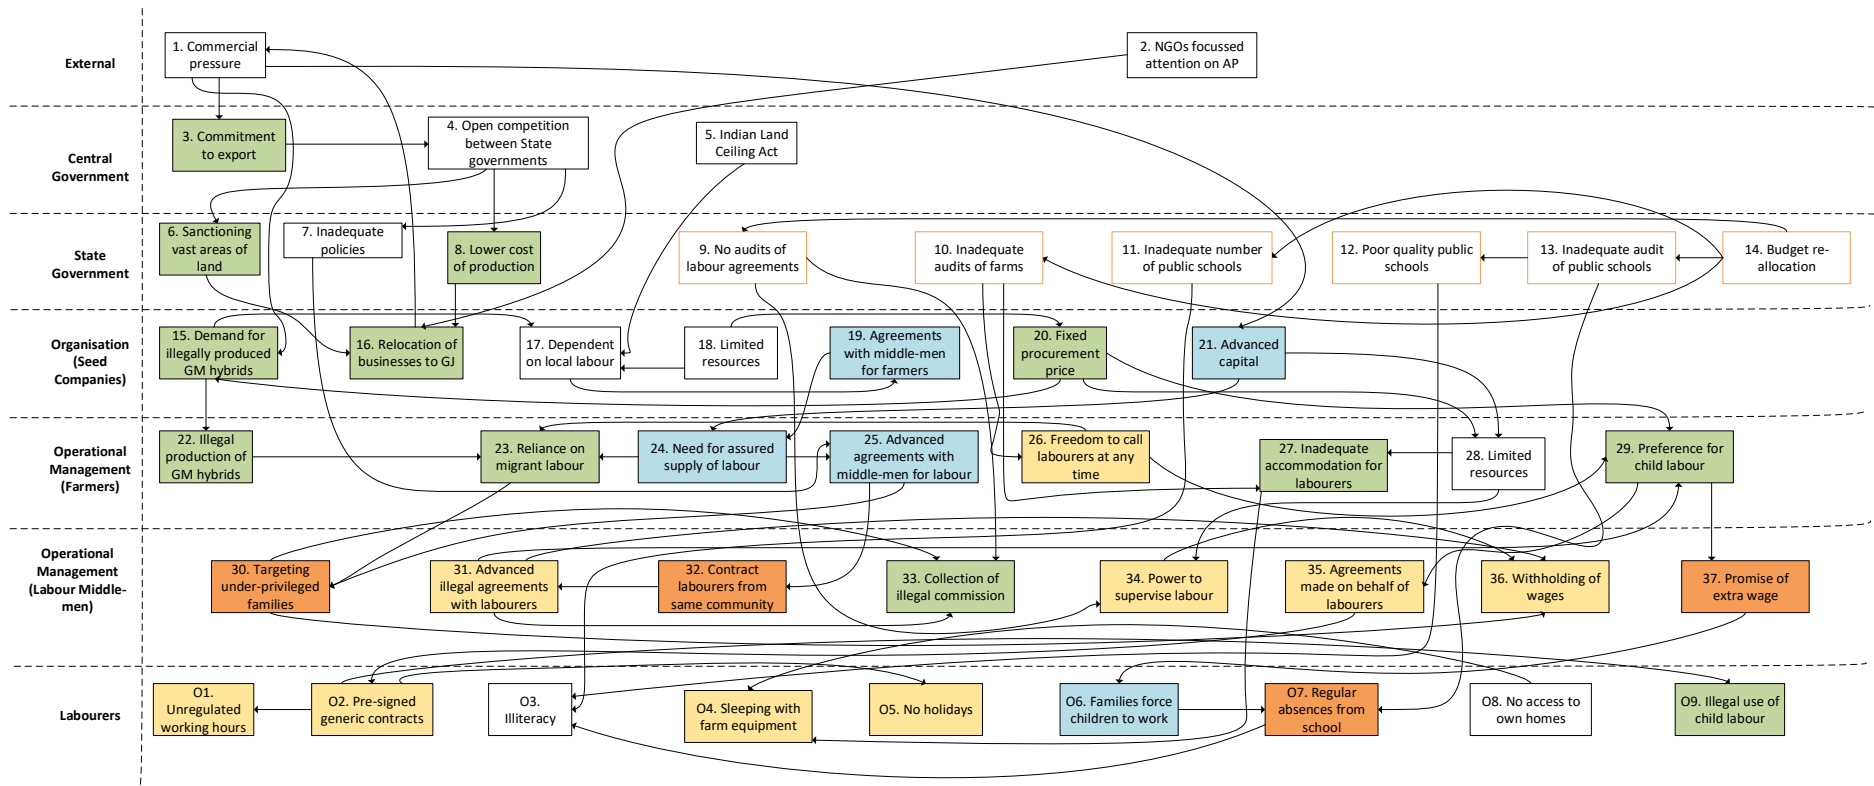 External
1. Commercial
pressure
2. NGOs focussed
attention on AP
Central
Government
3. Commitment
to export
4. Open competition
between State
governments
5. Indian Land
Ceiling Act
State
Government
6. Sanctioning
vast areas of
land
7. Inadequate
policies
8. Lower cost
of production
9. No audits of
labour agreements
10. Inadequate
audits of farms
11. Inadequate number
of public schools
12. Poor quality public
schools
13. Inadequate audit
of public schools
14. Budget re-
allocation
Organisation
(Seed
Companies)
15. Demand for
illegally produced
GM hybrids
16. Relocation of
businesses to GJ
17. Dependent
on local labour
18. Limited
resources
19. Agreements
with middle-men
for farmers
20. Fixed
procurement
price
21. Advanced
capital
Operational
Management
(Farmers)
22. Illegal
production of
GM hybrids
23. Reliance on
migrant labour
24. Need for assured
supply of labour
25. Advanced
agreements with
middle-men for labour
26. Freedom to call
labourers at any
time
27. Inadequate
accommodation for
labourers
28. Limited
resources
29. Preference for
child labour
Operational
Management
(Labour Middle-
men)
30. Targeting
under-privileged
families
31. Advanced
illegal agreements
with labourers
32. Contract
labourers from
same community
33. Collection of
illegal commission
34. Power to
supervise labour
35. Agreements
made on behalf of
labourers
36. Withholding of
wages
37. Promise of
extra wage
Labourers
O1.
Unregulated
working hours
O2. Pre-signed
generic contracts
O3.
Illiteracy
O4. Sleeping with
farm equipment
O5. No holidays
O6. Families force
children to work
O7. Regular
absences from
school
O8. No access to
own homes
O9. Illegal use of
child labour